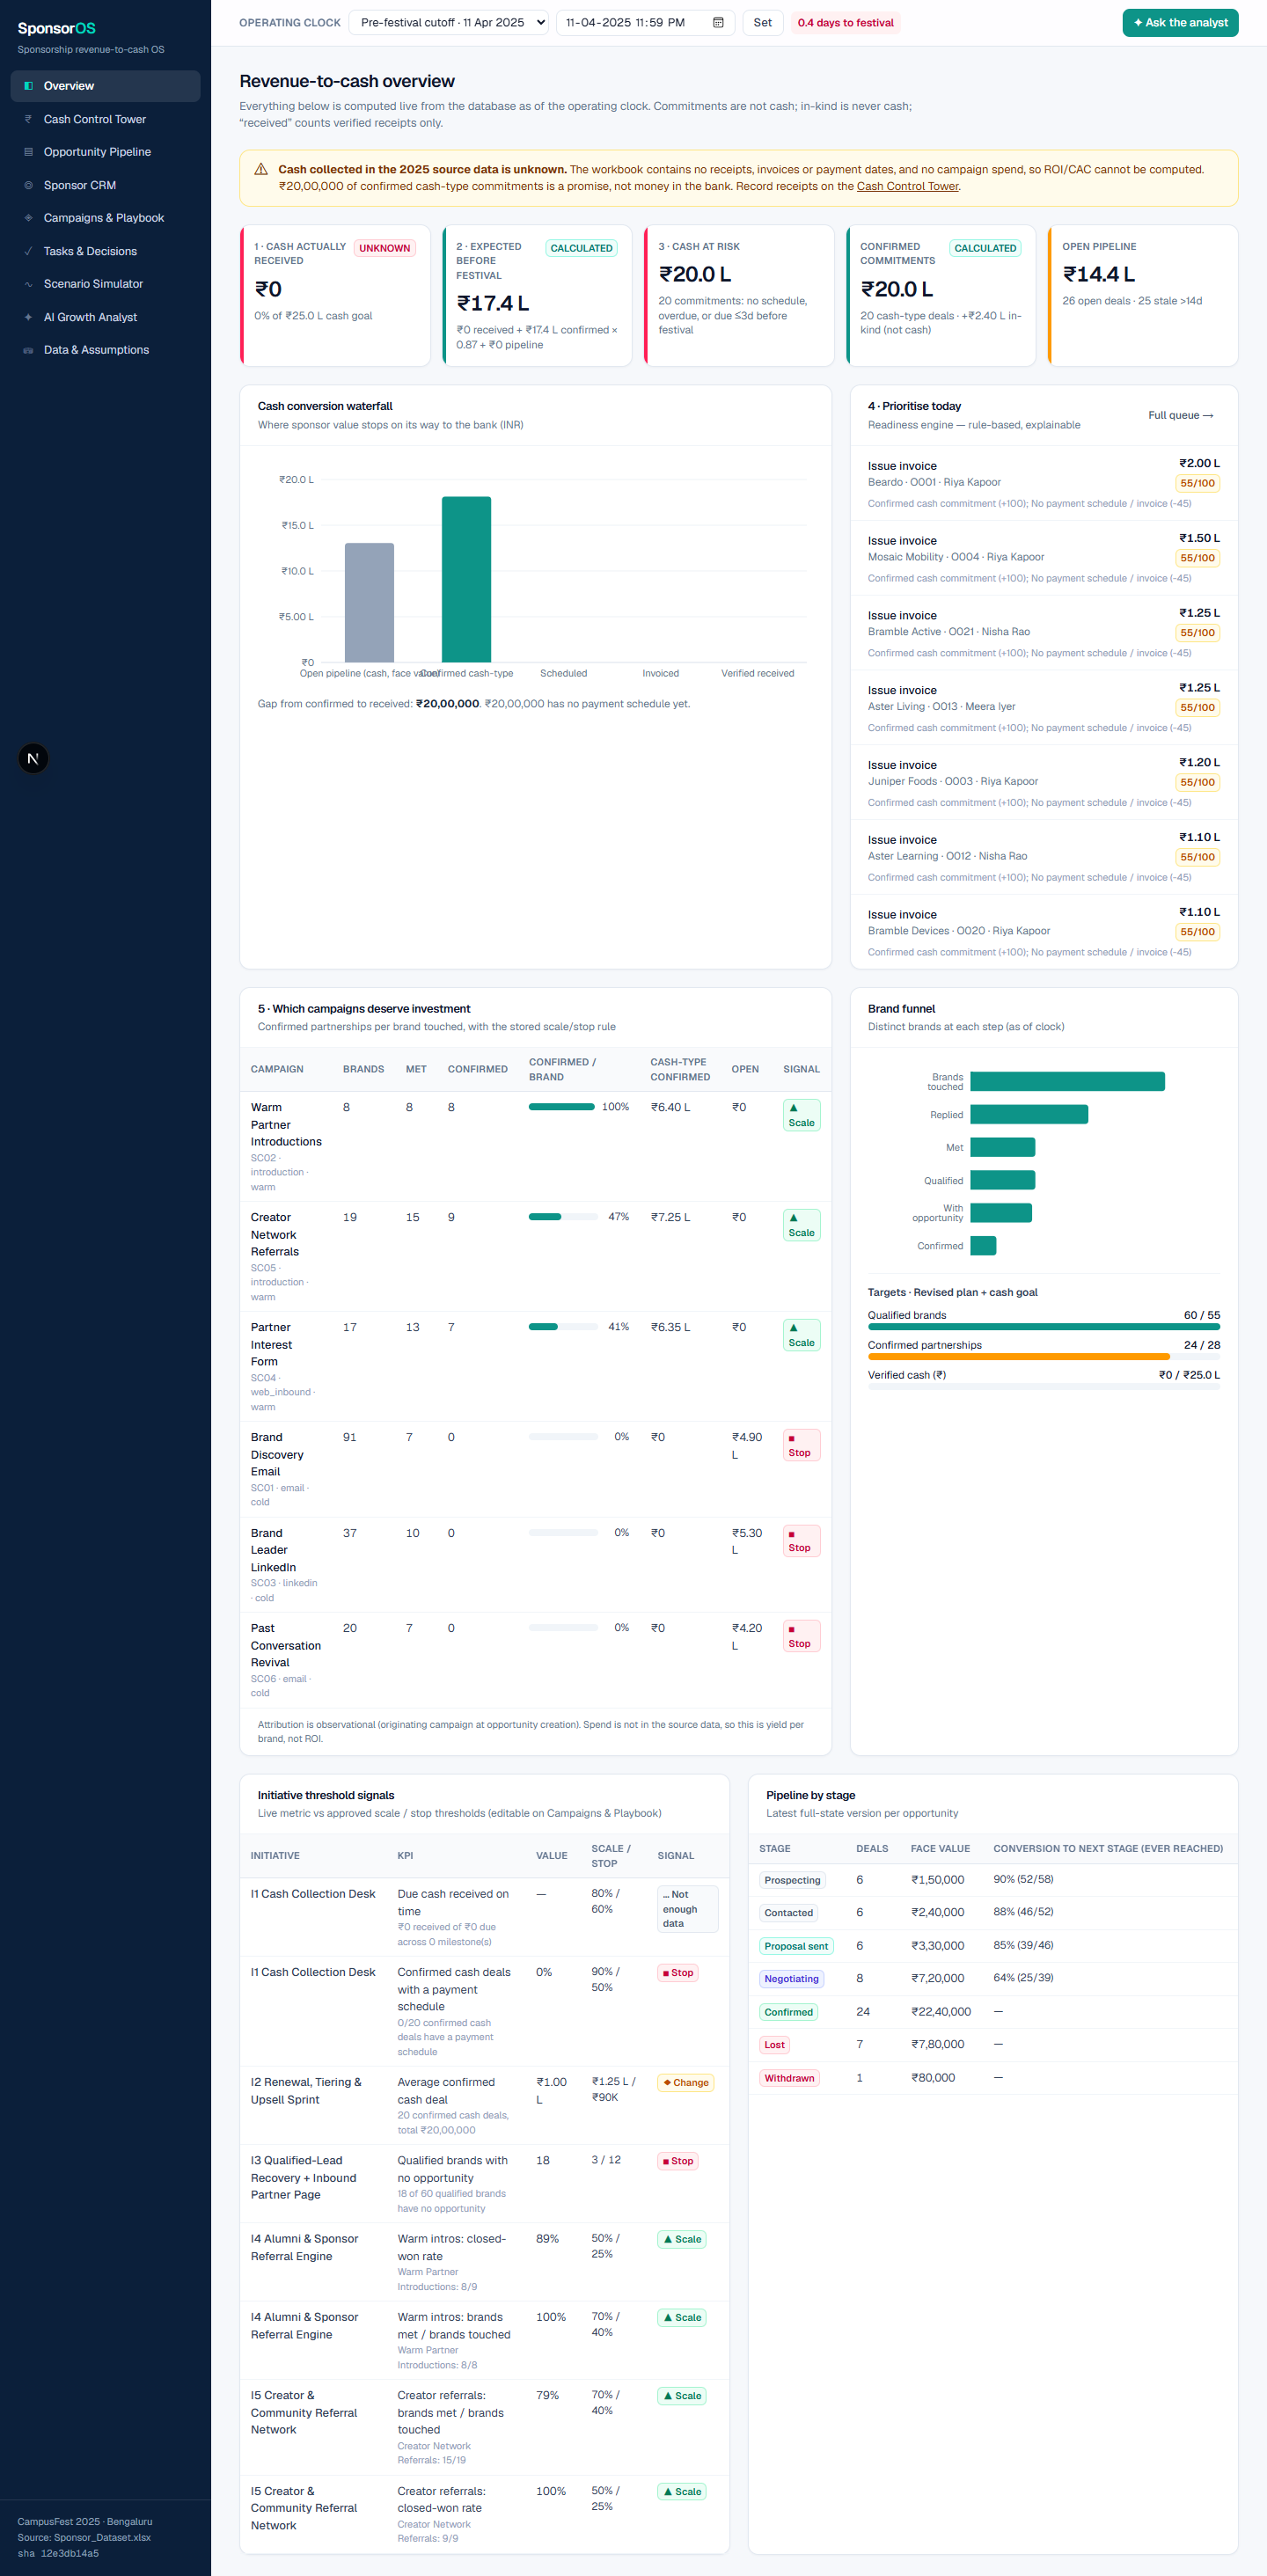 SponsorOS
Sponsorship revenue-to-cash OS
Overview
Cash Control Tower
Opportunity Pipeline
Sponsor CRM
Campaigns & Playbook
Tasks & Decisions
Scenario Simulator
AI Growth Analyst
Data & Assumptions
N
CampusFest 2025 · Bengaluru
Source: Sponsor_Dataset.xlsx
sha 12e3db14a5
OPERATING CLOCK
Pre-festival cutoff · 11 Apr 2025
11-04-2025 11:59 PM
Set
0.4 days to festival
✦ Ask the analyst
Revenue-to-cash overview
Everything below is computed live from the database as of the operating clock. Commitments are not cash; in-kind is never cash;
“received” counts verified receipts only.
Cash collected in the 2025 source data is unknown. The workbook contains no receipts, invoices or payment dates, and no campaign spend, so ROI/CAC cannot be computed.
₹20,00,000 of confirmed cash-type commitments is a promise, not money in the bank. Record receipts on the Cash Control Tower.
1 · CASH ACTUALLY
RECEIVED
UNKNOWN
₹0
0% of ₹25.0 L cash goal
2 · EXPECTED
BEFORE
FESTIVAL
CALCULATED
₹17.4 L
₹0 received + ₹17.4 L confirmed ×
0.87 + ₹0 pipeline
3 · CASH AT RISK
₹20.0 L
20 commitments: no schedule,
overdue, or due ≤3d before
festival
CONFIRMED
COMMITMENTS
CALCULATED
₹20.0 L
20 cash-type deals · +₹2.40 L in-
kind (not cash)
OPEN PIPELINE
₹14.4 L
26 open deals · 25 stale >14d
Cash conversion waterfall
Where sponsor value stops on its way to the bank (INR)
₹20.0 L
₹15.0 L
₹10.0 L
₹5.00 L
₹0
Open pipeline (cash, face value)
Confirmed cash-type
Scheduled
Invoiced
Verified received
Gap from confirmed to received: ₹20,00,000. ₹20,00,000 has no payment schedule yet.
4 · Prioritise today
Readiness engine — rule-based, explainable
Full queue →
Issue invoice
₹2.00 L
Beardo · O001 · Riya Kapoor
55/100
Confirmed cash commitment (+100); No payment schedule / invoice (-45)
Issue invoice
₹1.50 L
Mosaic Mobility · O004 · Riya Kapoor
55/100
Confirmed cash commitment (+100); No payment schedule / invoice (-45)
Issue invoice
₹1.25 L
Bramble Active · O021 · Nisha Rao
55/100
Confirmed cash commitment (+100); No payment schedule / invoice (-45)
Issue invoice
₹1.25 L
Aster Living · O013 · Meera Iyer
55/100
Confirmed cash commitment (+100); No payment schedule / invoice (-45)
Issue invoice
₹1.20 L
Juniper Foods · O003 · Riya Kapoor
55/100
Confirmed cash commitment (+100); No payment schedule / invoice (-45)
Issue invoice
₹1.10 L
Aster Learning · O012 · Nisha Rao
55/100
Confirmed cash commitment (+100); No payment schedule / invoice (-45)
Issue invoice
₹1.10 L
Bramble Devices · O020 · Riya Kapoor
55/100
Confirmed cash commitment (+100); No payment schedule / invoice (-45)
5 · Which campaigns deserve investment
Confirmed partnerships per brand touched, with the stored scale/stop rule
CAMPAIGN BRANDS MET CONFIRMED CONFIRMED / BRAND CASH-TYPE CONFIRMED OPEN SIGNAL
Warm Partner Introductions 8 8 8 100% ₹6.40 L ₹0 ▲ Scale
SC02 · introduction · warm
Creator Network Referrals 19 15 9 47% ₹7.25 L ₹0 ▲ Scale
SC05 · introduction · warm
Partner Interest Form 17 13 7 41% ₹6.35 L ₹0 ▲ Scale
SC04 · web_inbound · warm
Brand Discovery Email 91 7 0 0% ₹0 ₹4.90 L ■ Stop
SC01 · email · cold
Brand Leader LinkedIn 37 10 0 0% ₹0 ₹5.30 L ■ Stop
SC03 · linkedin · cold
Past Conversation Revival 20 7 0 0% ₹0 ₹4.20 L ■ Stop
SC06 · email · cold
Attribution is observational (originating campaign at opportunity creation). Spend is not in the source data, so this is yield per
brand, not ROI.
Brand funnel
Distinct brands at each step (as of clock)
Brands touched
Replied
Met
Qualified
With opportunity
Confirmed
Targets · Revised plan + cash goal
Qualified brands 60 / 55
Confirmed partnerships 24 / 28
Verified cash (₹) ₹0 / ₹25.0 L
Initiative threshold signals
Live metric vs approved scale / stop thresholds (editable on Campaigns & Playbook)
INITIATIVE KPI VALUE SCALE / STOP SIGNAL
I1 Cash Collection Desk Due cash received on time — 80% / 60% … Not enough data
₹0 received of ₹0 due across 0 milestone(s)
I1 Cash Collection Desk Confirmed cash deals with a payment schedule 0% 90% / 50% ■ Stop
0/20 confirmed cash deals have a payment schedule
I2 Renewal, Tiering & Upsell Sprint Average confirmed cash deal ₹1.00 L ₹1.25 L / ₹90K ◆ Change
20 confirmed cash deals, total ₹20,00,000
I3 Qualified-Lead Recovery + Inbound Partner Page Qualified brands with no opportunity 18 3 / 12 ■ Stop
18 of 60 qualified brands have no opportunity
I4 Alumni & Sponsor Referral Engine Warm intros: closed-won rate 89% 50% / 25% ▲ Scale
Warm Partner Introductions: 8/9
I4 Alumni & Sponsor Referral Engine Warm intros: brands met / brands touched 100% 70% / 40% ▲ Scale
Warm Partner Introductions: 8/8
I5 Creator & Community Referral Network Creator referrals: brands met / brands touched 79% 70% / 40% ▲ Scale
Creator Network Referrals: 15/19
I5 Creator & Community Referral Network Creator referrals: closed-won rate 100% 50% / 25% ▲ Scale
Creator Network Referrals: 9/9
Pipeline by stage
Latest full-state version per opportunity
STAGE DEALS FACE VALUE CONVERSION TO NEXT STAGE (EVER REACHED)
Prospecting 6 ₹1,50,000 90% (52/58)
Contacted 6 ₹2,40,000 88% (46/52)
Proposal sent 6 ₹3,30,000 85% (39/46)
Negotiating 8 ₹7,20,000 64% (25/39)
Confirmed 24 ₹22,40,000 —
Lost 7 ₹7,80,000 —
Withdrawn 1 ₹80,000 —